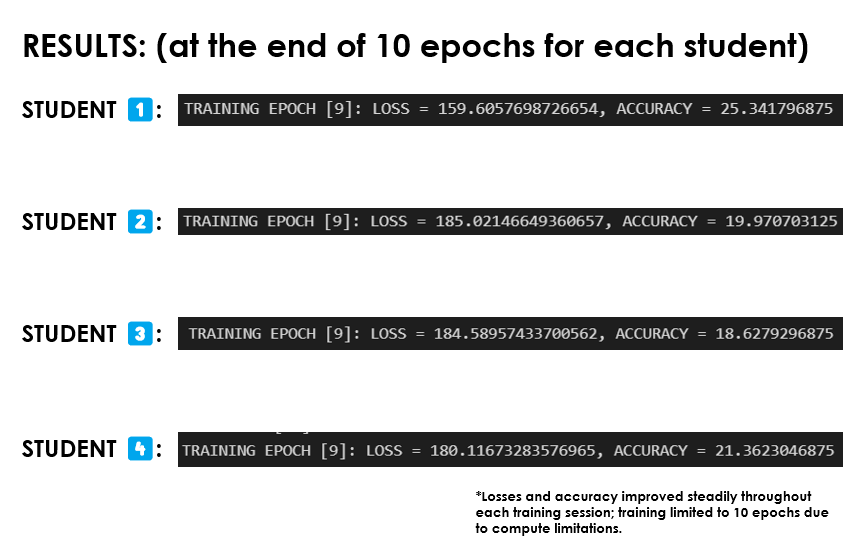 RESULTS: (at the end of 10 epochs for each student)
STUDENT 1: TRAINING EPOCH [9]: LOSS = 159.6057698726654, ACCURACY = 25.341796875
STUDENT 2: TRAINING EPOCH [9]: LOSS = 185.02146649360657, ACCURACY = 19.970703125
STUDENT 3: TRAINING EPOCH [9]: LOSS = 184.58957433700562, ACCURACY = 18.6279296875
STUDENT 4: TRAINING EPOCH [9]: LOSS = 180.11673283576965, ACCURACY = 21.3623046875
*Losses and accuracy improved steadily throughout
each training session; training limited to 10 epochs due
to compute limitations.